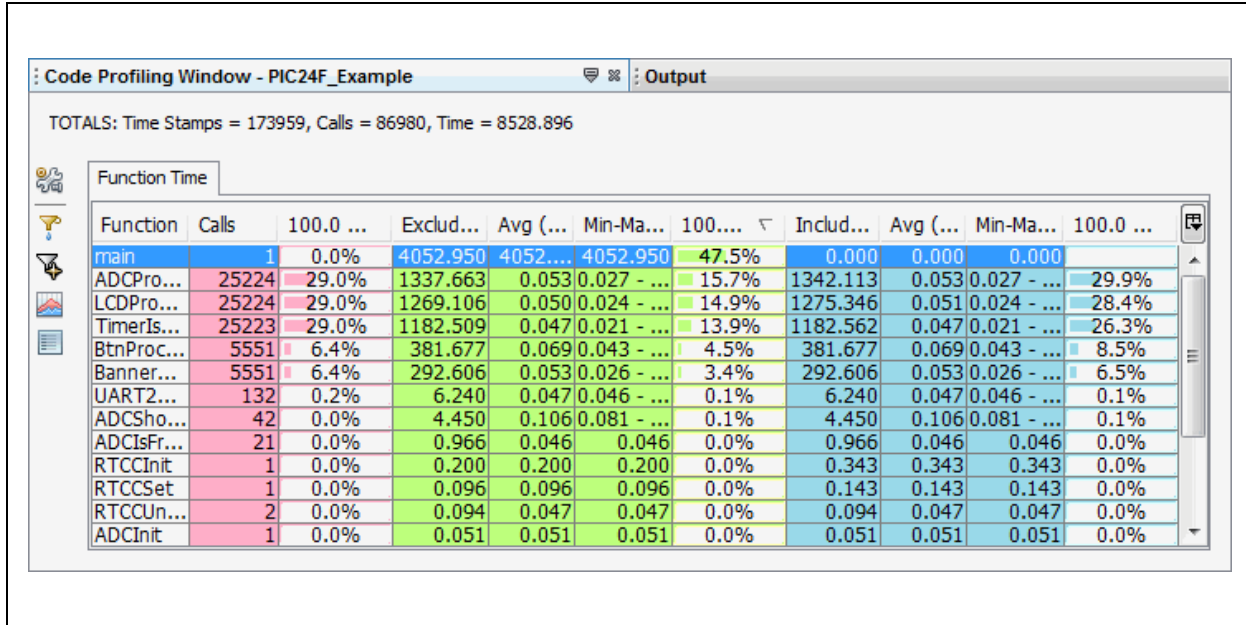 Code Profiling Window - PIC24F_Example Output
TOTALS: Time Stamps = 173959, Calls = 86980, Time = 8528.896
Function Time
Function Calls 100.0 ... Exclud... Avg (... Min-Ma... 100.... Includ... Avg (... Min-Ma... 100.0
main 1 0.0% 4052.950 4052.... 4052.950 47.5% 0.000 0.000 0.000
ADCPro... 25224 29.0% 1337.663 0.053 0.027 - ... 15.7% 1342.113 0.053 0.027 - ... 29.9%
LCDPro... 25224 29.0% 1269.106 0.050 0.024 - ... 14.9% 1275.346 0.051 0.024 - ... 28.4%
TimerIs... 25223 29.0% 1182.509 0.047 0.021 - ... 13.9% 1182.562 0.047 0.021 - ... 26.3%
BtnProc... 5551 6.4% 381.677 0.069 0.043 - ... 4.5% 381.677 0.069 0.043 - ... 8.5%
Banner... 5551 6.4% 292.606 0.053 0.026 - ... 3.4% 292.606 0.053 0.026 - ... 6.5%
UART2... 132 0.2% 6.240 0.047 0.046 - ... 0.1% 6.240 0.047 0.046 - ... 0.1%
ADCSho... 42 0.0% 4.450 0.106 0.081 - ... 0.1% 4.450 0.106 0.081 - ... 0.1%
ADCIsFr... 21 0.0% 0.966 0.046 0.046 0.0% 0.966 0.046 0.046 0.0%
RTCCInit 1 0.0% 0.200 0.200 0.200 0.0% 0.343 0.343 0.343 0.0%
RTCCSet 1 0.0% 0.096 0.096 0.096 0.0% 0.143 0.143 0.143 0.0%
RTCCUn... 2 0.0% 0.094 0.047 0.047 0.0% 0.094 0.047 0.047 0.0%
ADCInit 1 0.0% 0.051 0.051 0.051 0.0% 0.051 0.051 0.051 0.0%